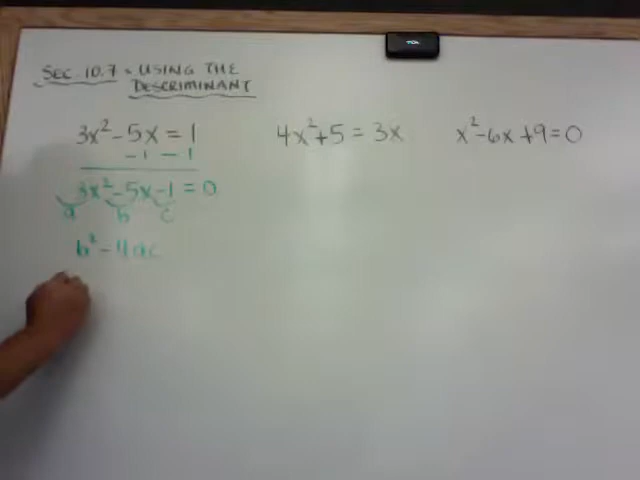 SEC. 10.7 • USING THE
DESCRIMINANT
3x² - 5x = 1
-1 -1
3x² - 5x - 1 = 0
a b c
b² - 4ac
4x² + 5 = 3x
x² - 6x + 9 = 0